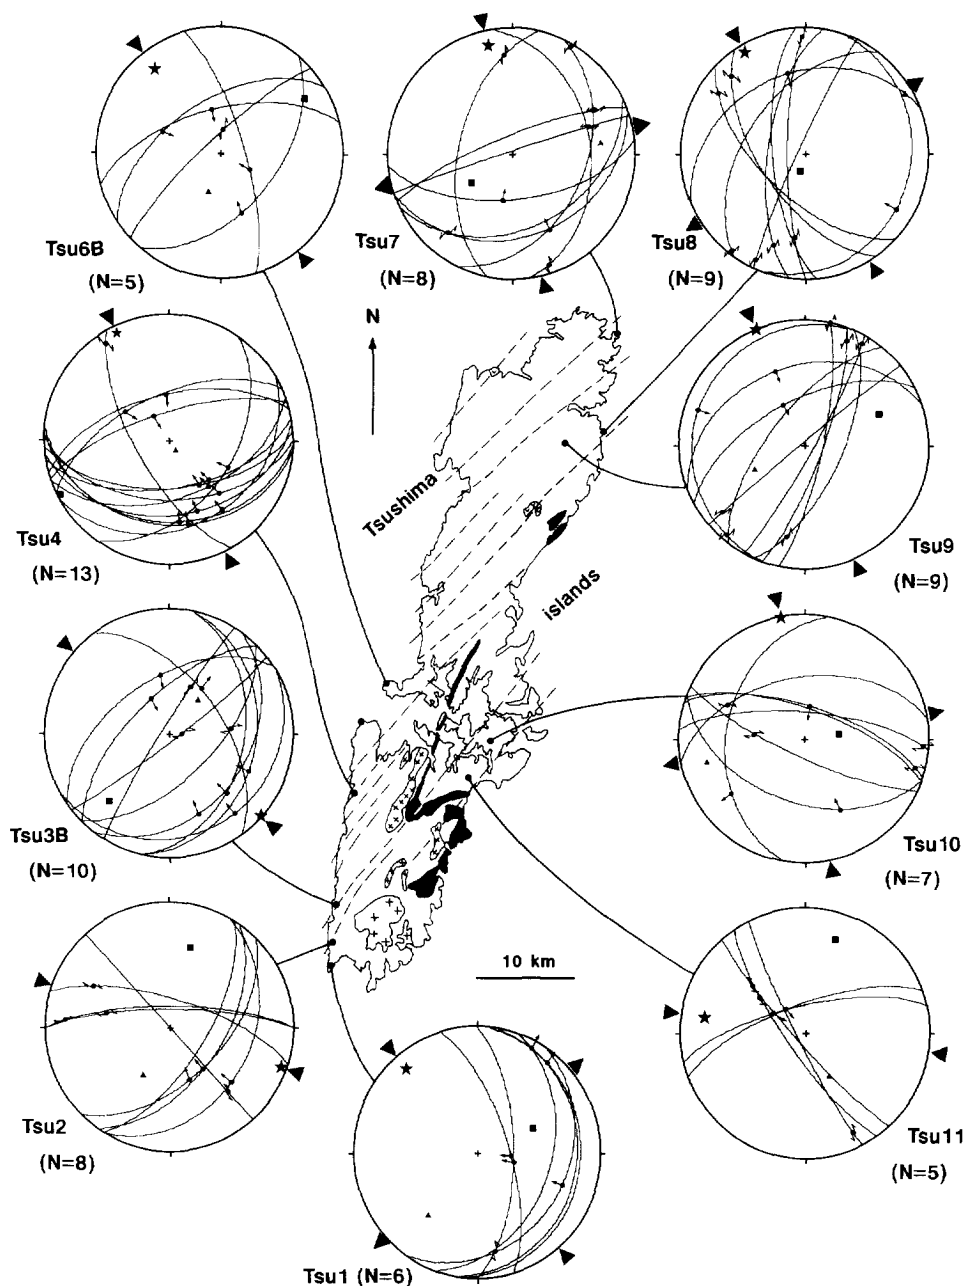 Tsu6B
(N=5)
Tsu7
(N=8)
Tsu8
(N=9)
N
Tsushima
islands
Tsu4
(N=13)
Tsu9
(N=9)
Tsu3B
(N=10)
Tsu10
(N=7)
10 km
Tsu2
(N=8)
Tsu11
(N=5)
Tsu1 (N=6)